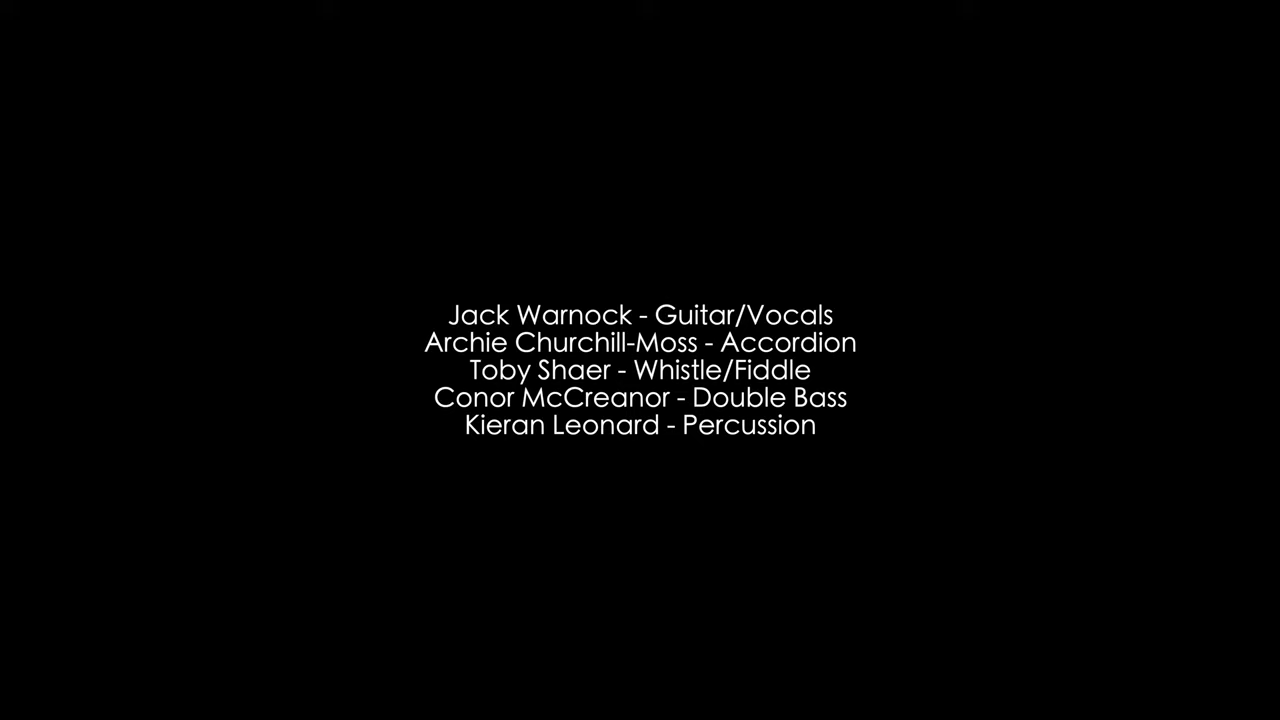 Jack Warnock - Guitar/Vocals
Archie Churchill-Moss - Accordion
Toby Shaer - Whistle/Fiddle
Conor McCreanor - Double Bass
Kieran Leonard - Percussion